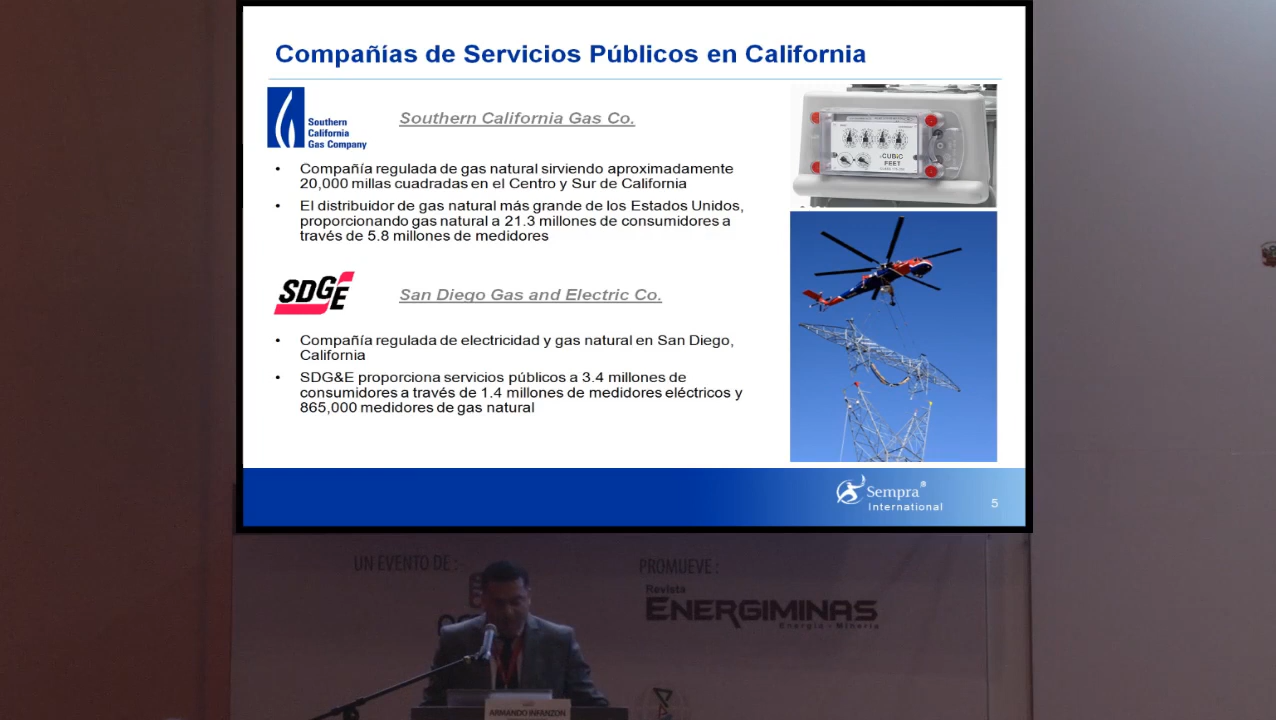 Compañías de Servicios Públicos en California
Southern
California
Gas Company
Southern California Gas Co.
• Compañía regulada de gas natural sirviendo aproximadamente
20,000 millas cuadradas en el Centro y Sur de California
• El distribuidor de gas natural más grande de los Estados Unidos,
proporcionando gas natural a 21.3 millones de consumidores a
través de 5.8 millones de medidores
CUBIC
FEET
SDGE
San Diego Gas and Electric Co.
• Compañía regulada de electricidad y gas natural en San Diego,
California
• SDG&E proporciona servicios públicos a 3.4 millones de
consumidores a través de 1.4 millones de medidores eléctricos y
865,000 medidores de gas natural
Sempra®
International
5
UN EVENTO DE :
PROMUEVE :
Revista
ENERGIMINAS
Energía - Minería
ARMANDO INFANZON